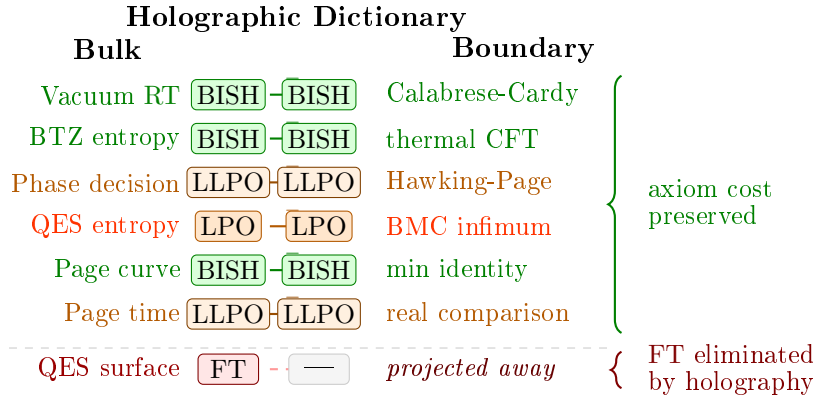 Holographic Dictionary
Bulk Boundary
Vacuum RT BISH BISH Calabrese-Cardy
BTZ entropy BISH BISH thermal CFT
Phase decision LLPO LLPO Hawking-Page
QES entropy LPO LPO BMC infimum
Page curve BISH BISH min identity
Page time LLPO LLPO real comparison
axiom cost
preserved
QES surface FT — projected away
FT eliminated
by holography